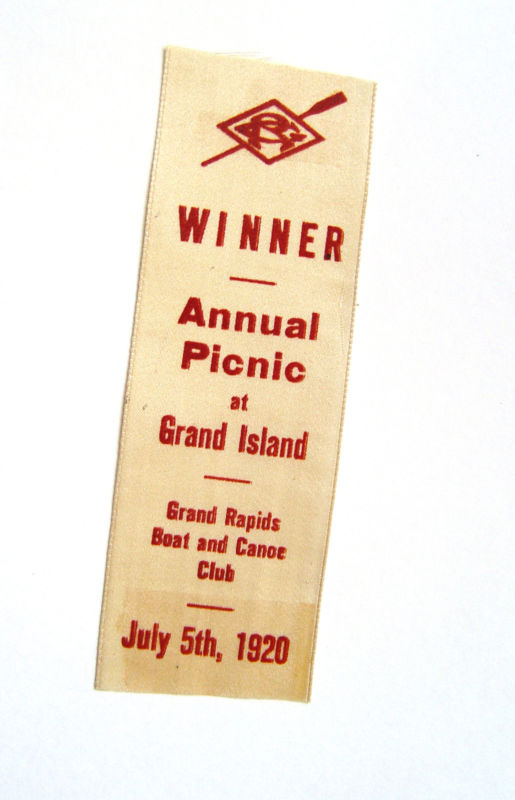 WINNER
Annual
Picnic
at
Grand Island
Grand Rapids
Boat and Canoe
Club
July 5th, 1920